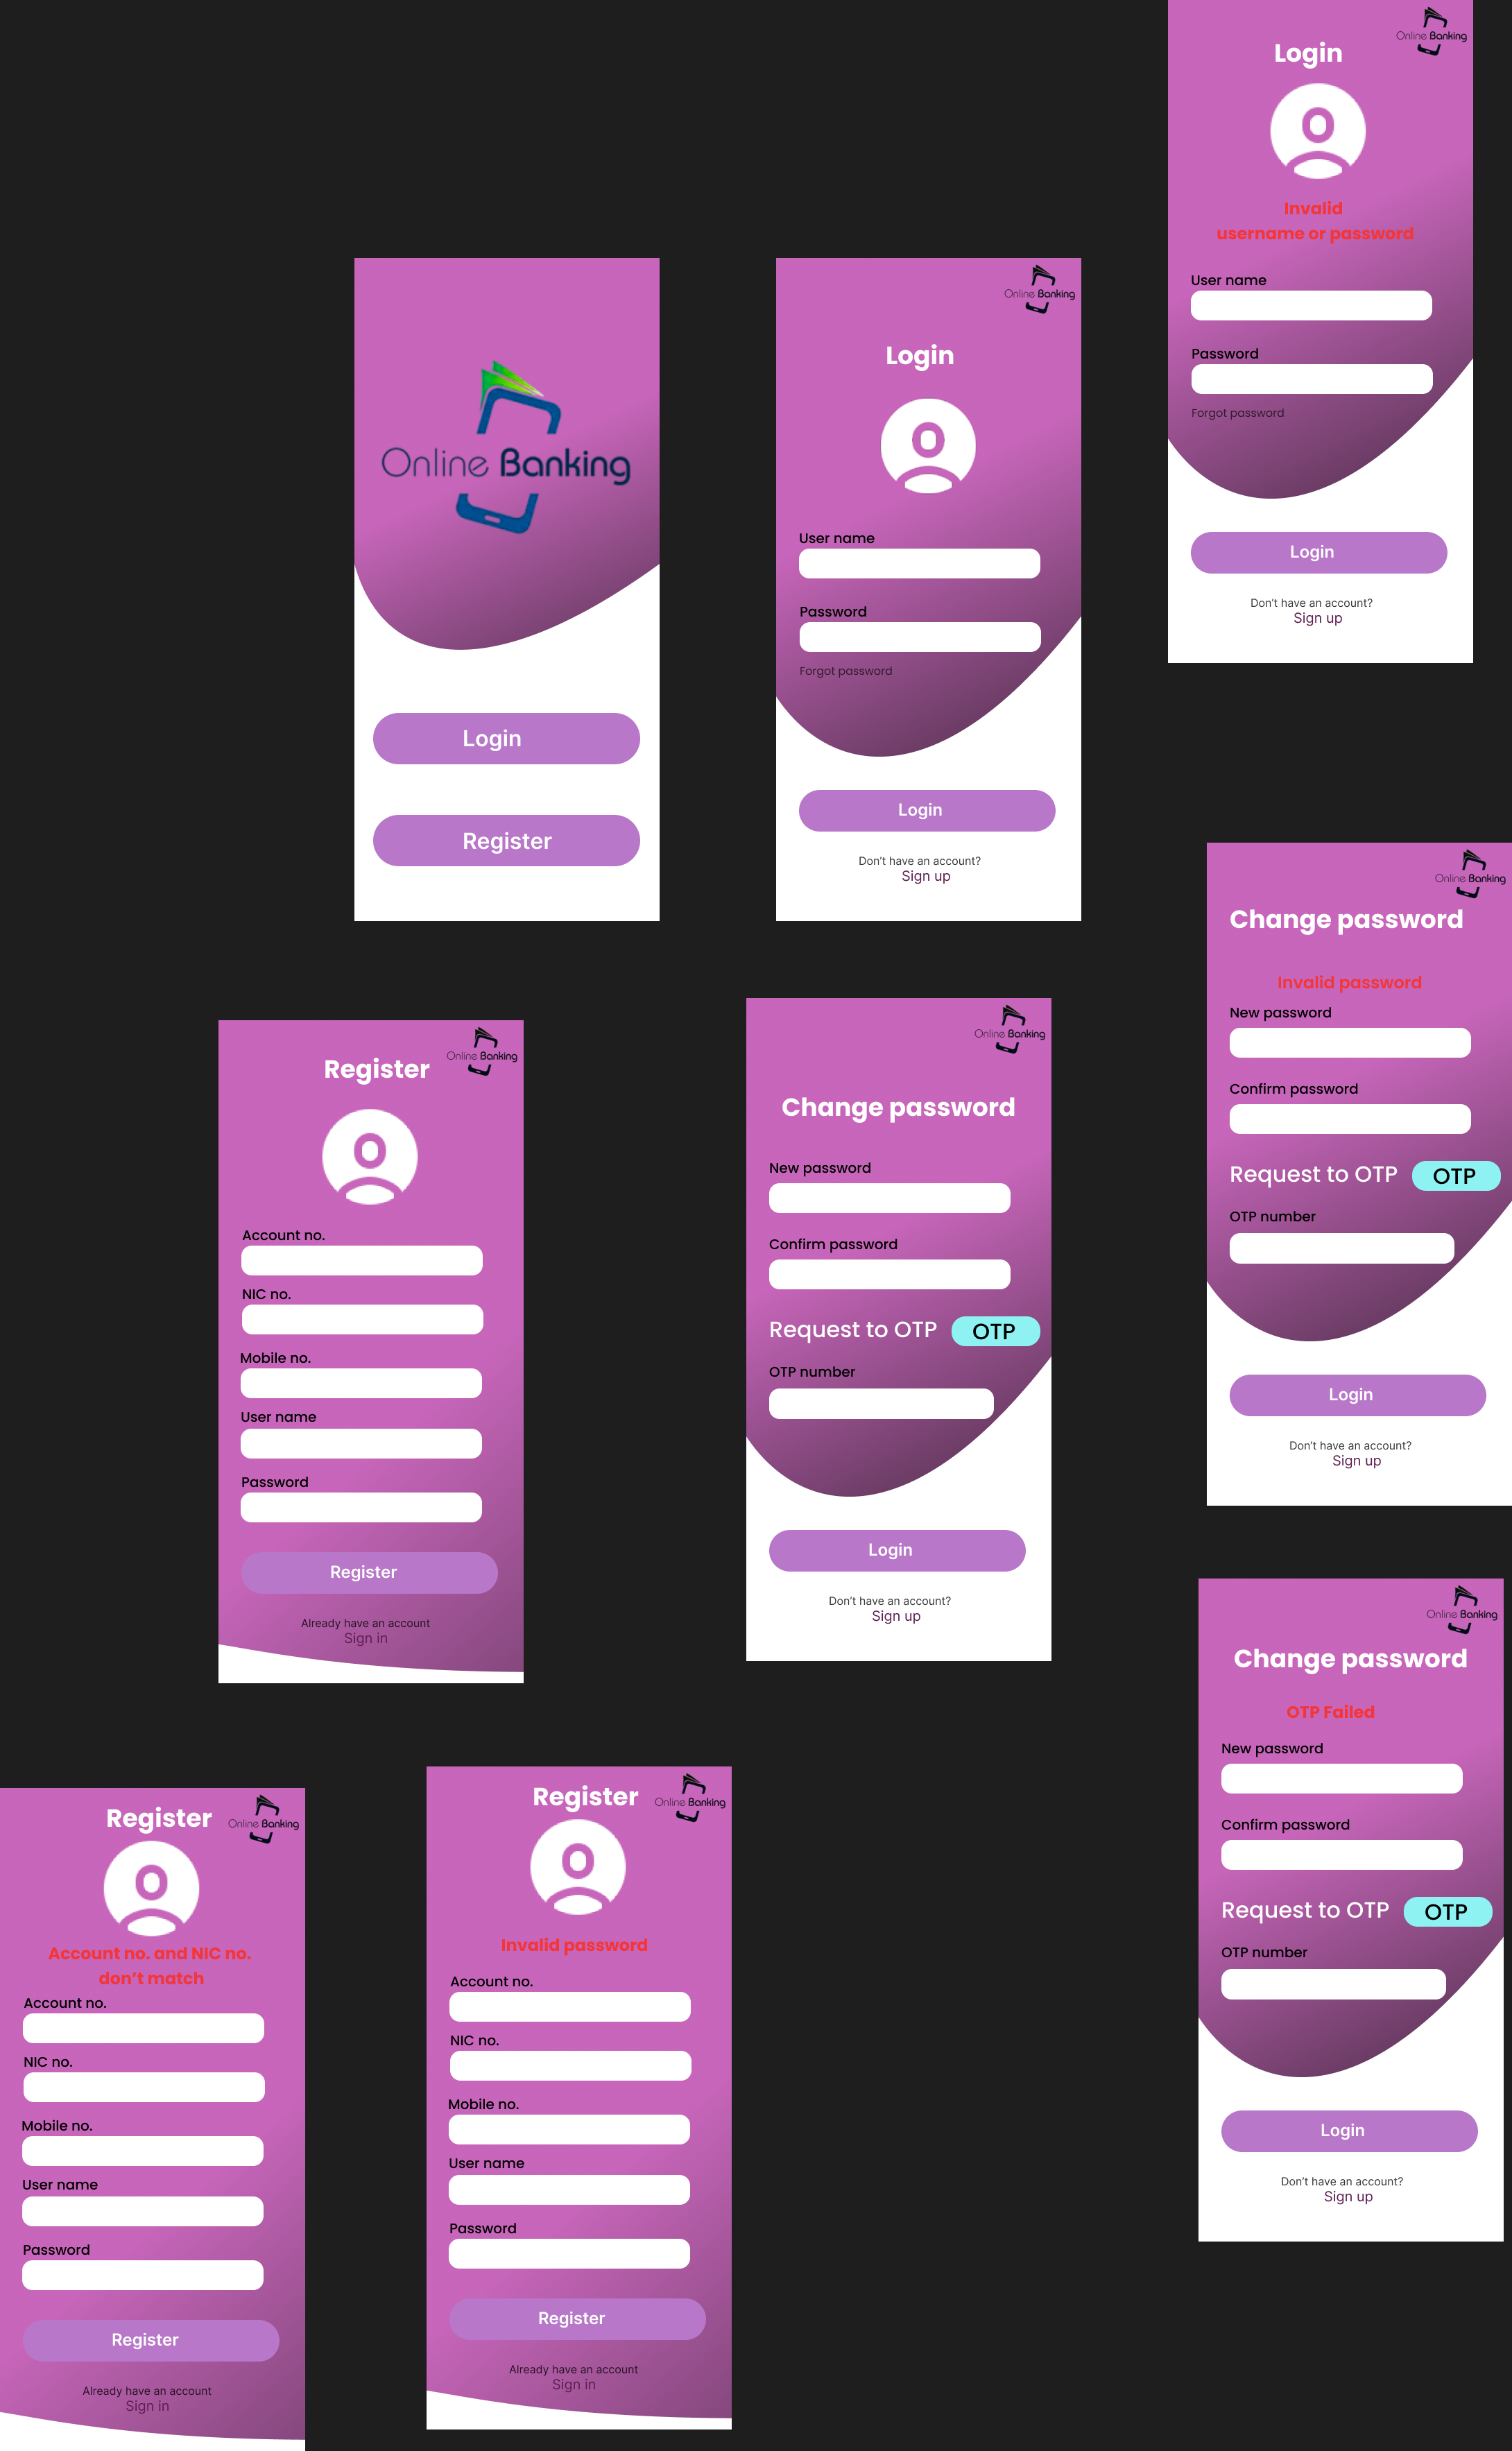 Online Banking
Login
Invalid
username or password
User name
Password
Forgot password
Login
Don't have an account?
Sign up
Online Banking
Login
Register
Online Banking
Login
User name
Password
Forgot password
Login
Don't have an account?
Sign up
Online Banking
Change password
Invalid password
New password
Confirm password
Request to OTP OTP
OTP number
Login
Don't have an account?
Sign up
Online Banking
Register
Account no.
NIC no.
Mobile no.
User name
Password
Register
Already have an account
Sign in
Online Banking
Change password
New password
Confirm password
Request to OTP OTP
OTP number
Login
Don't have an account?
Sign up
Online Banking
Change password
OTP Failed
New password
Confirm password
Request to OTP OTP
OTP number
Login
Don't have an account?
Sign up
Online Banking
Register
Account no. and NIC no.
don't match
Account no.
NIC no.
Mobile no.
User name
Password
Register
Already have an account
Sign in
Online Banking
Register
Invalid password
Account no.
NIC no.
Mobile no.
User name
Password
Register
Already have an account
Sign in